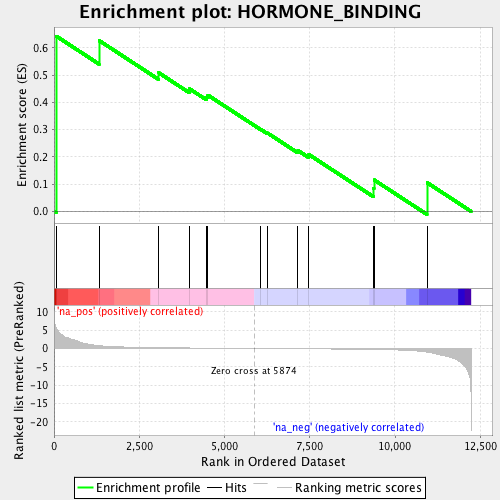 Enrichment plot: HORMONE_BINDING
Enrichment score (ES)
0.6
0.5
0.4
0.3
0.2
0.1
0.0
'na_pos' (positively correlated)
Ranked list metric (PreRanked)
10
5
0
-5
-10
-15
-20
Zero cross at 5874
'na_neg' (negatively correlated)
0
2,500
5,000
7,500
10,000
12,500
Rank in Ordered Dataset
Enrichment profile
Hits
Ranking metric scores